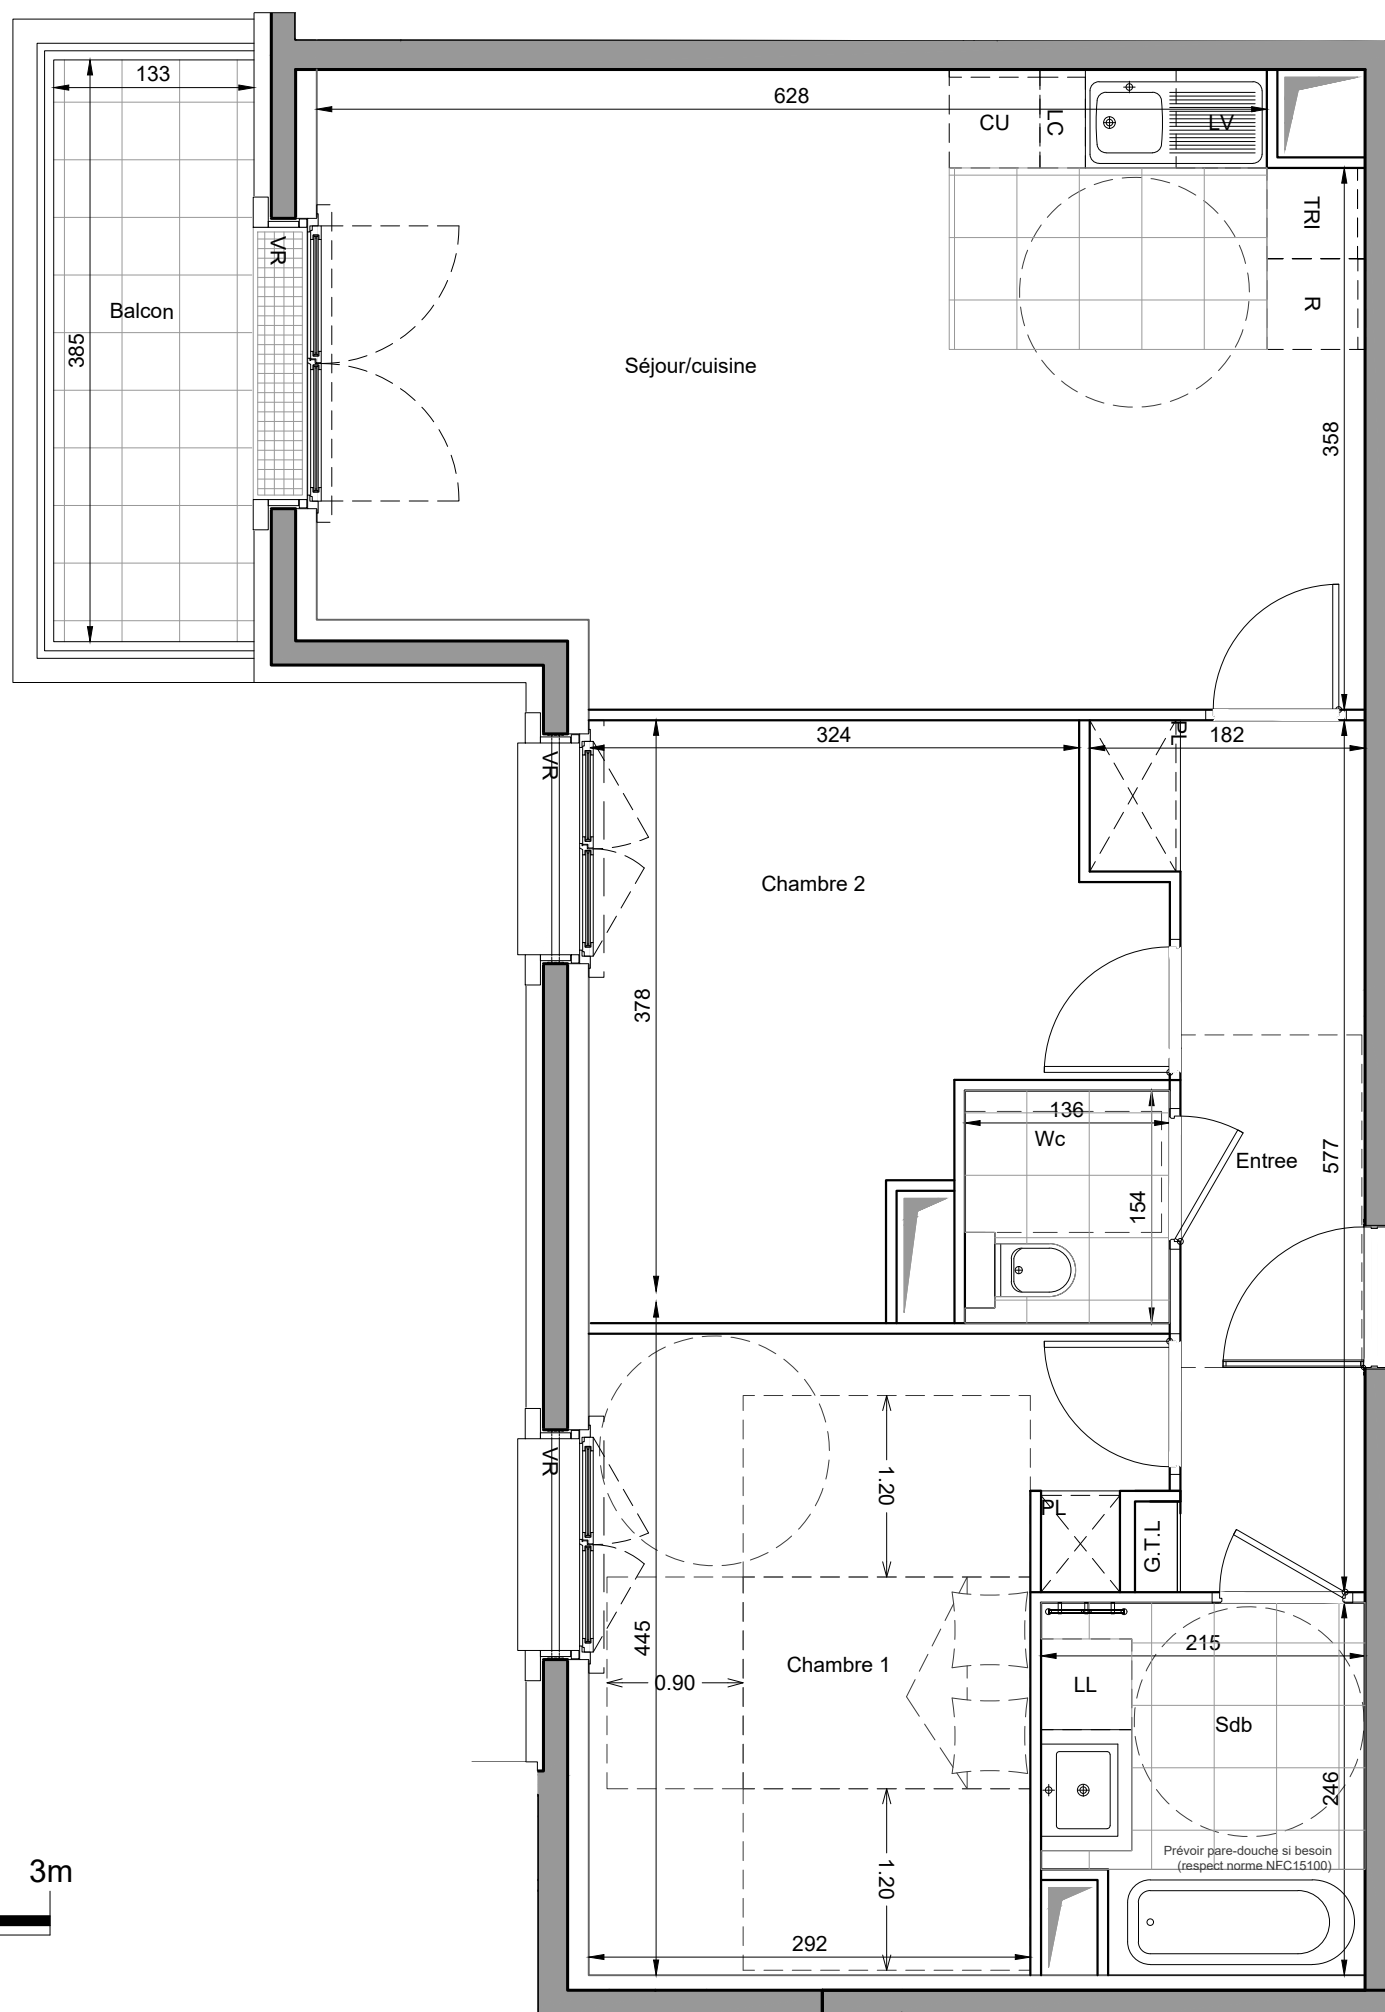 133
628
CU
LC
LV
TRI
R
VR
Balcon
385
Séjour/cuisine
358
324
PL
182
VR
Chambre 2
378
136
Wc
154
Entree
577
VR
1.20
PL
G.T.L
445
Chambre 1
0.90
215
LL
Sdb
246
Prévoir pare-douche si besoin
(respect norme NFC15100)
1.20
3m
292